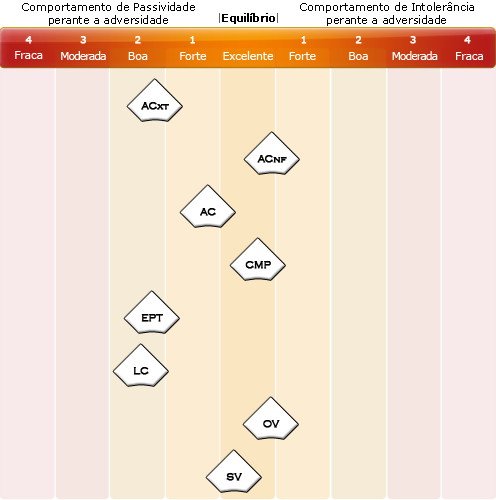 Comportamento de Passividade
perante a adversidade
|Equilíbrio|
Comportamento de Intolerância
perante a adversidade
4 3 2 1 | 1 2 3 4
Fraca Moderada Boa Forte Excelente Forte Boa Moderada Fraca
ACXT
ACNF
AC
CMP
EPT
LC
OV
SV